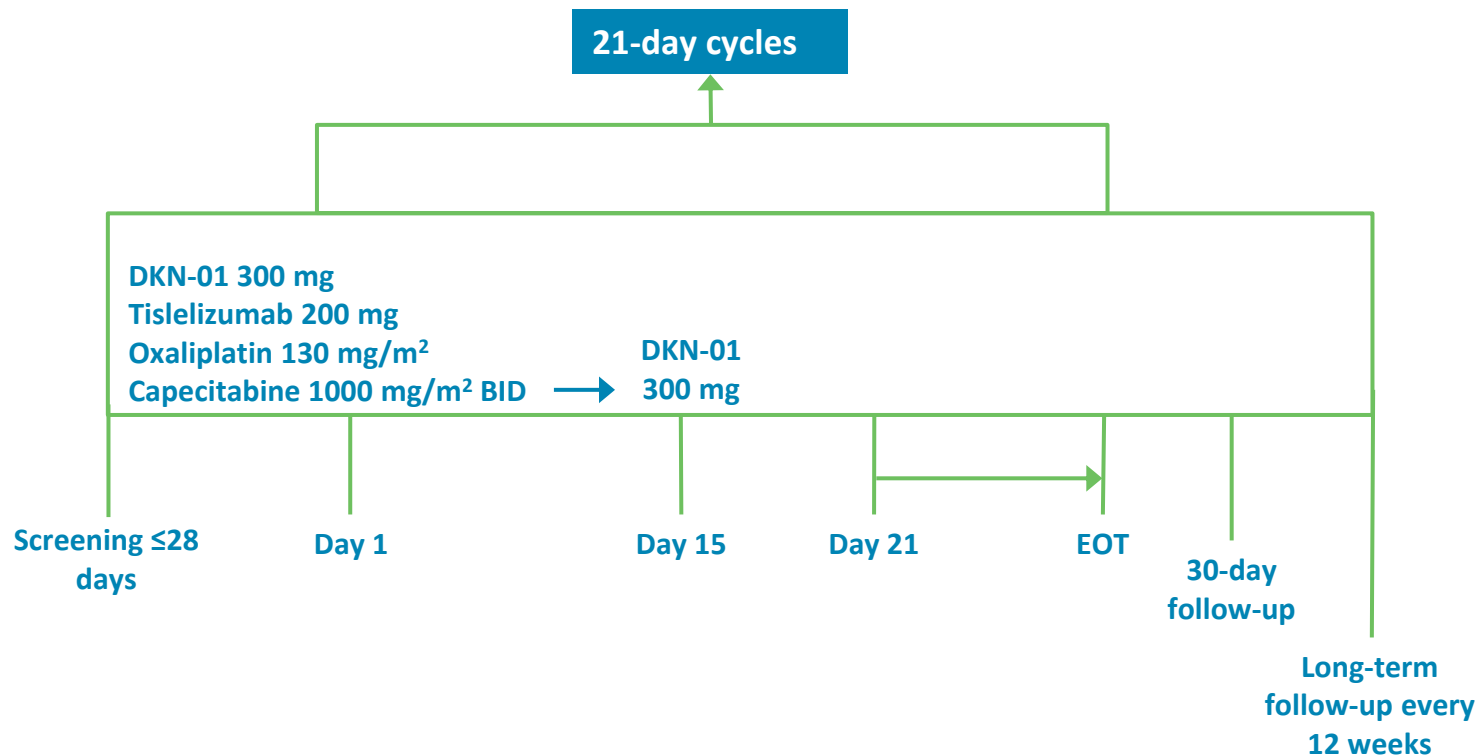 21-day cycles
DKN-01 300 mg
Tislelizumab 200 mg
Oxaliplatin 130 mg/m²
Capecitabine 1000 mg/m² BID
DKN-01
300 mg
Screening ≤28
days
Day 1
Day 15
Day 21
EOT
30-day
follow-up
Long-term
follow-up every
12 weeks